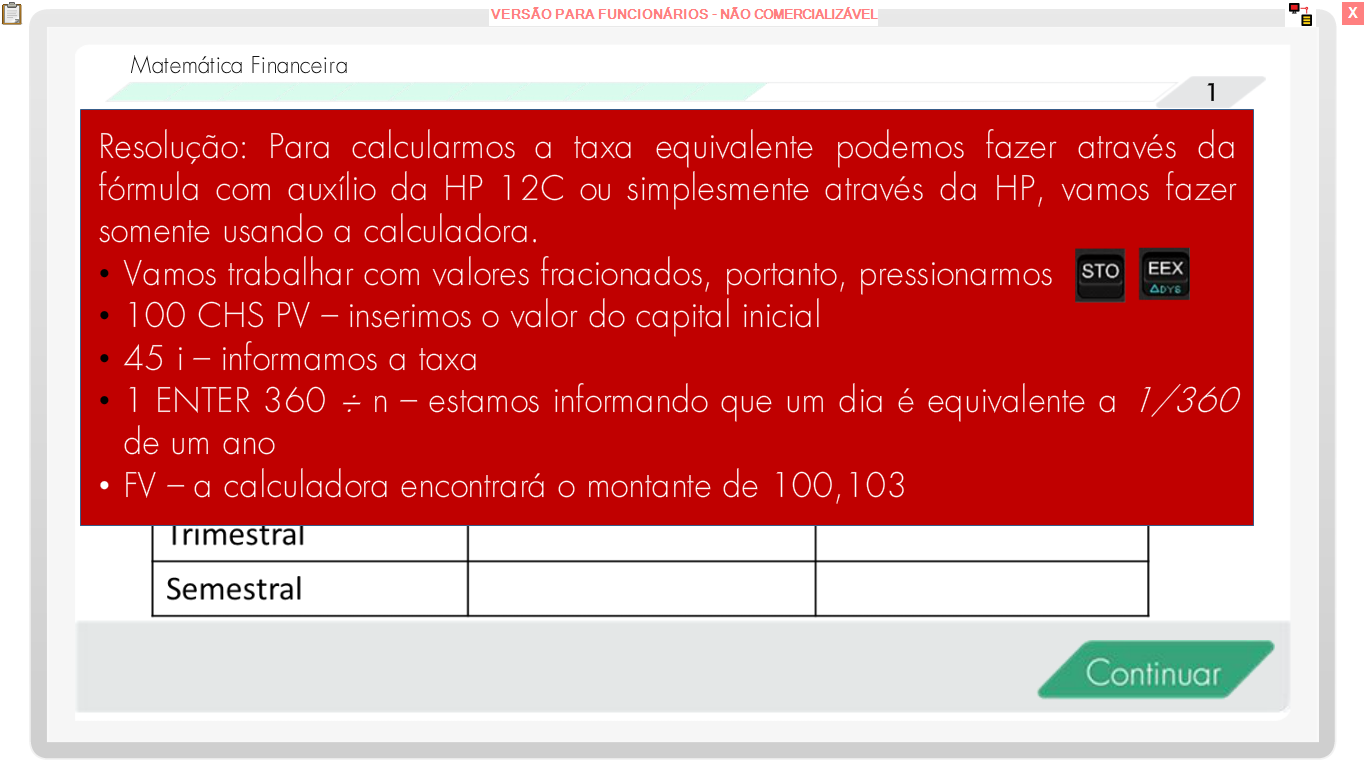 VERSÃO PARA FUNCIONÁRIOS - NÃO COMERCIALIZÁVEL
X
Matemática Financeira
1
Resolução: Para calcularmos a taxa equivalente podemos fazer através da
fórmula com auxílio da HP 12C ou simplesmente através da HP, vamos fazer
somente usando a calculadora.
• Vamos trabalhar com valores fracionados, portanto, pressionarmos STO EEX
ΔDYS
• 100 CHS PV – inserimos o valor do capital inicial
• 45 i – informamos a taxa
• 1 ENTER 360 ÷ n – estamos informando que um dia é equivalente a 1/360
de um ano
• FV – a calculadora encontrará o montante de 100,103
Trimestral
Semestral
Continuar